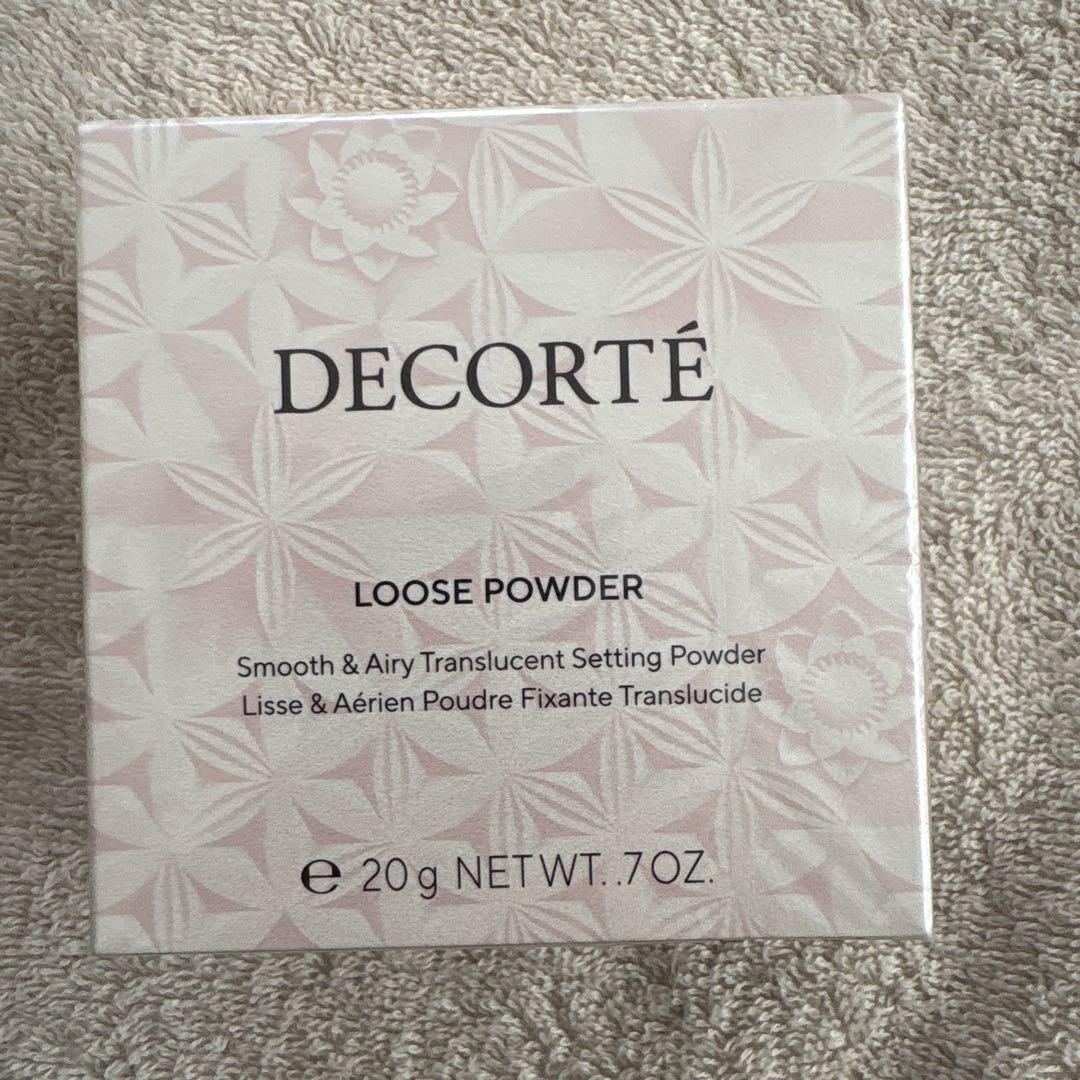 DECORTÉ
LOOSE POWDER
Smooth & Airy Translucent Setting Powder
Lisse & Aérien Poudre Fixante Translucide
℮ 20g NET WT. .7 OZ.